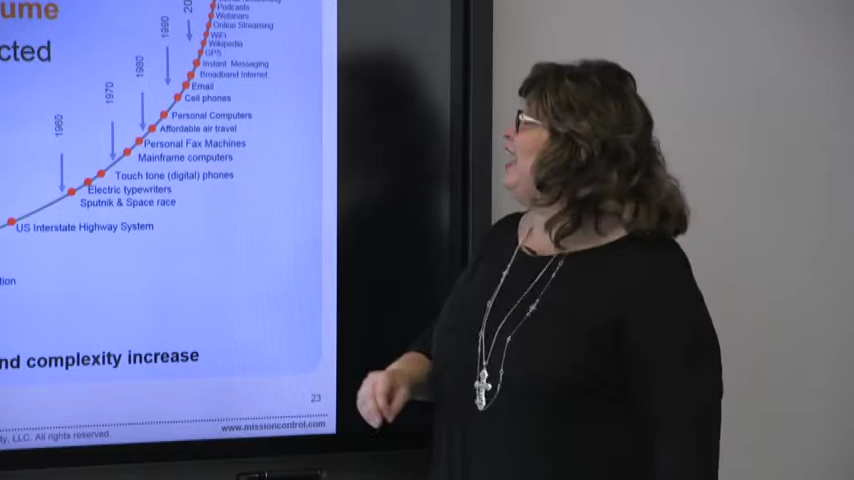 ume
cted
Podcasts
Webinars
Online Streaming
WiFi
Wikipedia
GPS
Instant Messaging
Broadband Internet
Email
Cell phones
Personal Computers
Affordable air travel
Personal Fax Machines
Mainframe computers
Touch tone (digital) phones
Electric typewriters
Sputnik & Space race
US Interstate Highway System
1960
1970
1980
1990
20
tion
nd complexity increase
23
www.missioncontrol.com
y, LLC. All rights reserved.